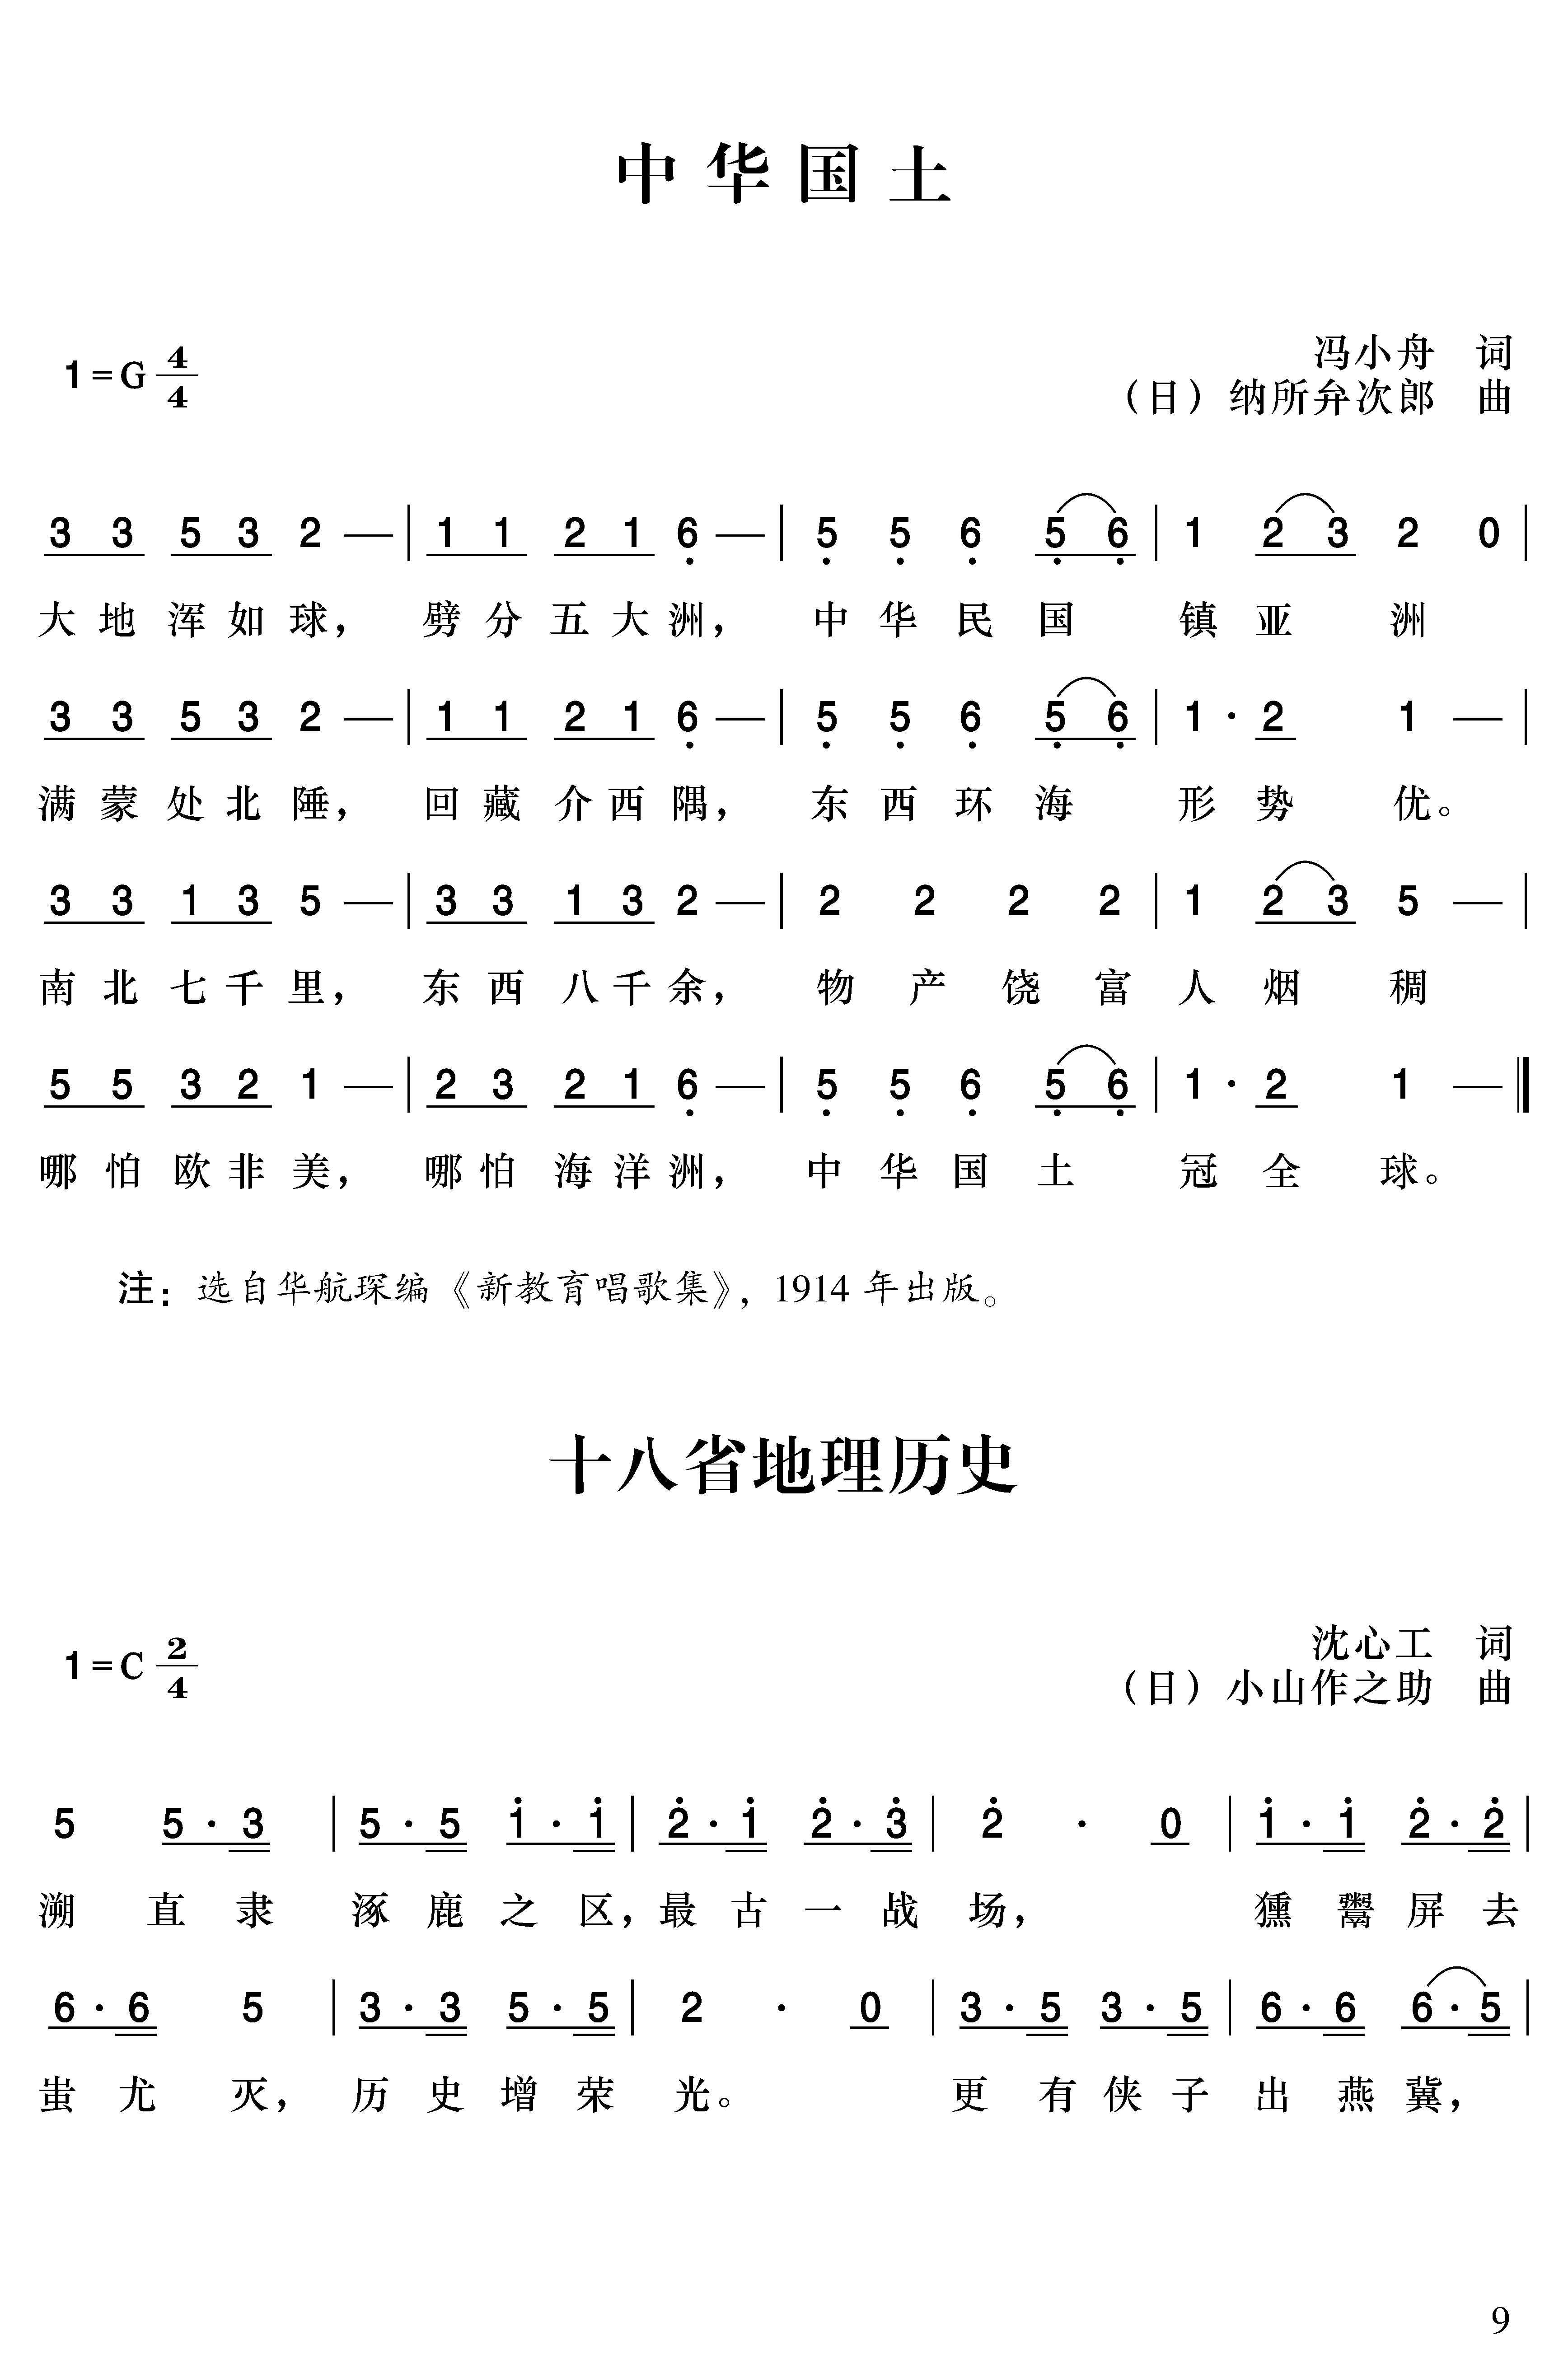 中华国土
1=G 4/4
冯小舟 词
（日）纳所弁次郎 曲
3 3 5 3 2 — | 1 1 2 1 6 — | 5 5 6 5 6 | 1 2 3 2 0 |
大地浑如球，劈分五大洲，中华民国镇亚洲
3 3 5 3 2 — | 1 1 2 1 6 — | 5 5 6 5 6 | 1 · 2 1 — |
满蒙处北陲，回藏介西隅，东西环海形势优。
3 3 1 3 5 — | 3 3 1 3 2 — | 2 2 2 2 | 1 2 3 5 — |
南北七千里，东西八千余，物产饶富人烟稠
5 5 3 2 1 — | 2 3 2 1 6 — | 5 5 6 5 6 | 1 · 2 1 — ‖
哪怕欧非美，哪怕海洋洲，中华国土冠全球。
注：选自华航琛编《新教育唱歌集》，1914 年出版。
十八省地理历史
1=C 2/4
沈心工 词
（日）小山作之助 曲
5 5 · 3 | 5 · 5 1 · 1 | 2 · 1 2 · 3 | 2 · 0 | 1 · 1 2 · 2 |
溯直隶涿鹿之区，最古一战场，獯鬻屏去
6 · 6 5 | 3 · 3 5 · 5 | 2 · 0 | 3 · 5 3 · 5 | 6 · 6 6 · 5 |
蚩尤灭，历史增荣光。更有侠子出燕冀，
9